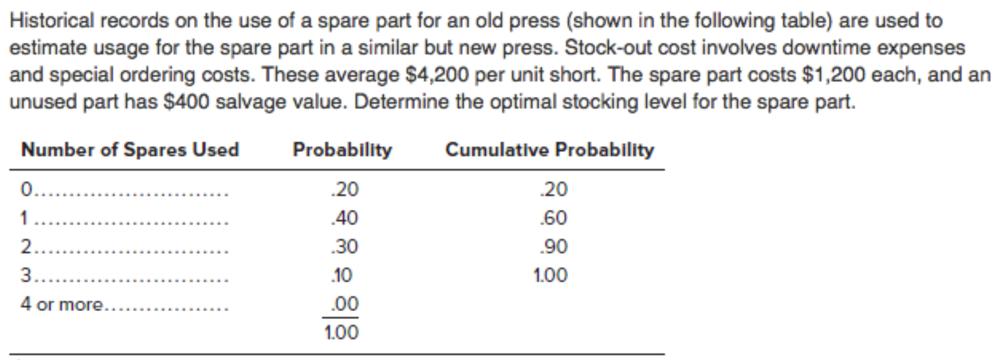 Historical records on the use of a spare part for an old press (shown in the following table) are used to
estimate usage for the spare part in a similar but new press. Stock-out cost involves downtime expenses
and special ordering costs. These average $4,200 per unit short. The spare part costs $1,200 each, and an
unused part has $400 salvage value. Determine the optimal stocking level for the spare part.
Number of Spares Used Probability Cumulative Probability
0............................ .20 .20
1 ............................ .40 .60
2............................ .30 .90
3............................ .10 1.00
4 or more.................. .00
1.00